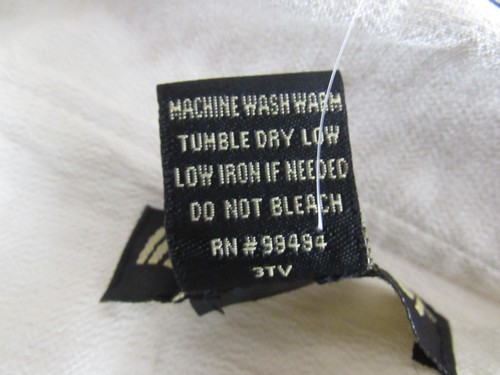 MACHINE WASH WARM
TUMBLE DRY LOW
LOW IRON IF NEEDED
DO NOT BLEACH
RN # 99494
3TV